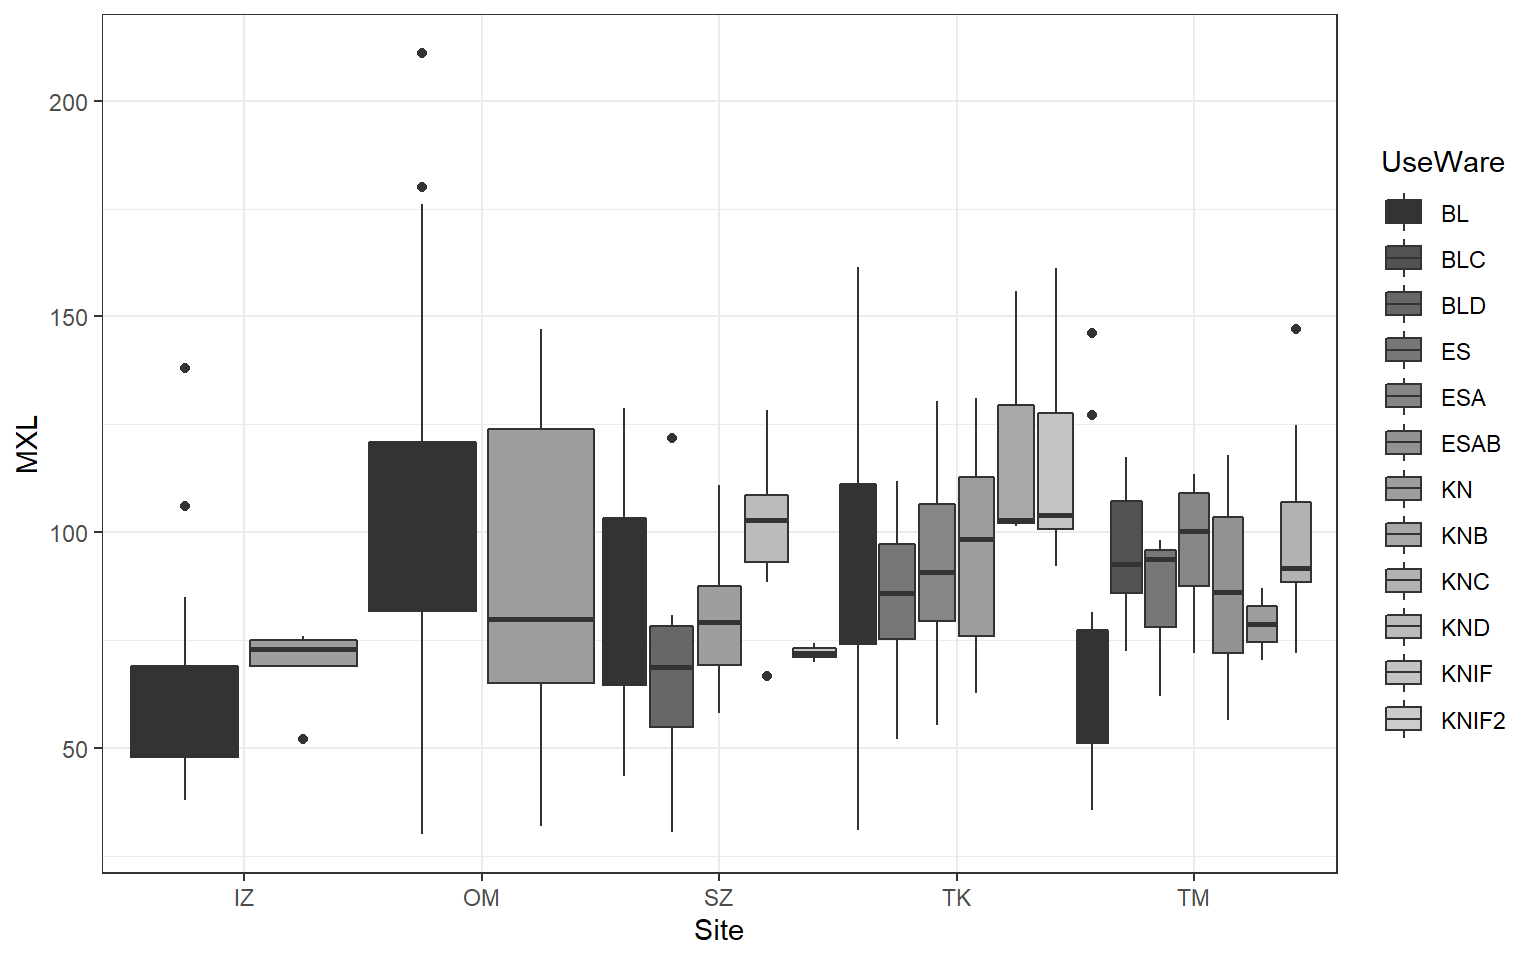 MXL
200
150
100
50
IZ
OM
SZ
TK
TM
Site
UseWare
BL
BLC
BLD
ES
ESA
ESAB
KN
KNB
KNC
KND
KNIF
KNIF2